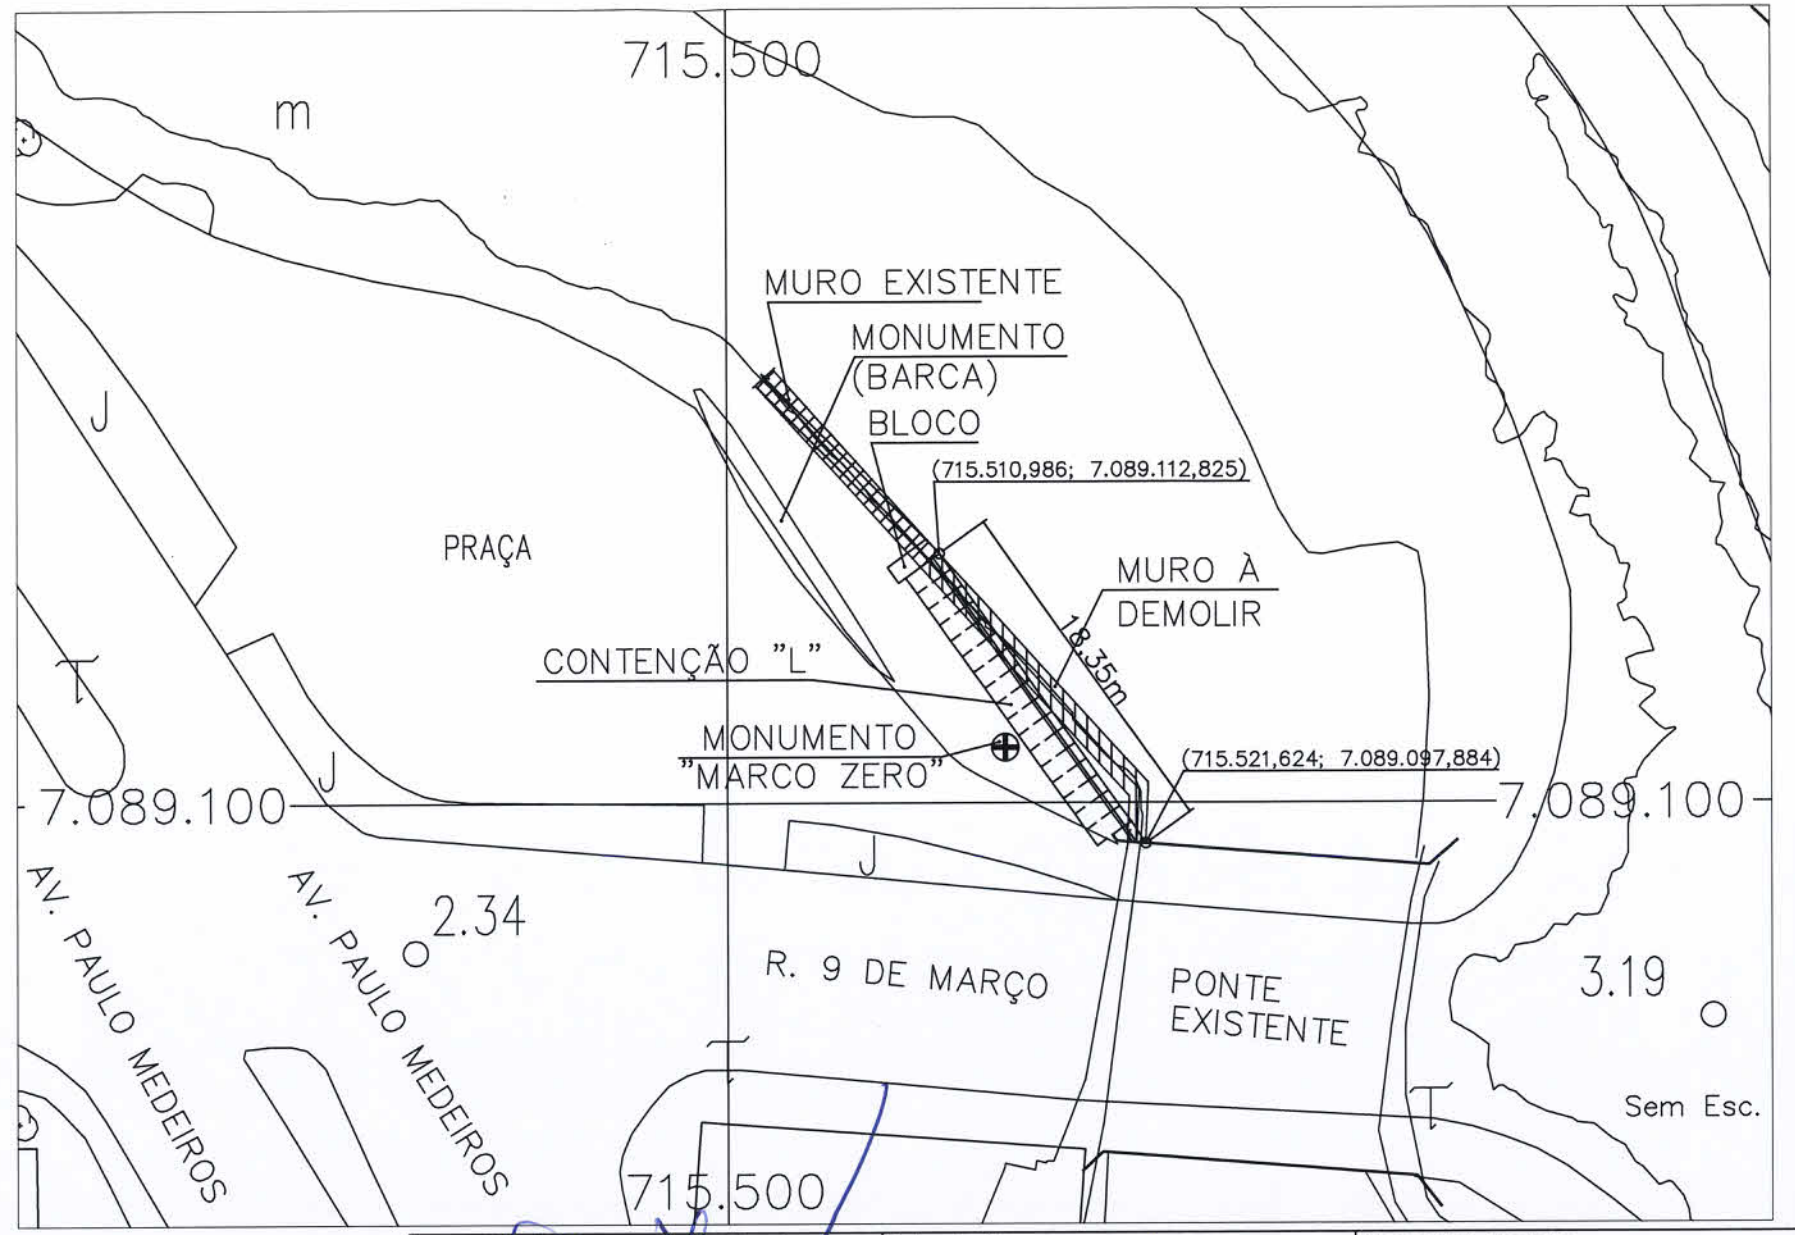 715.500
m
MURO EXISTENTE
MONUMENTO
(BARCA)
BLOCO
(715.510,986; 7.089.112,825)
J
PRAÇA
MURO À
DEMOLIR
18,35m
CONTENÇÃO "L"
T
MONUMENTO
"MARCO ZERO"
(715.521,624; 7.089.097,884)
J
7.089.100
7.089.100
J
AV. PAULO MEDEIROS
AV. PAULO MEDEIROS
2.34
R. 9 DE MARÇO
PONTE
EXISTENTE
3.19
T
T
Sem Esc.
715.500